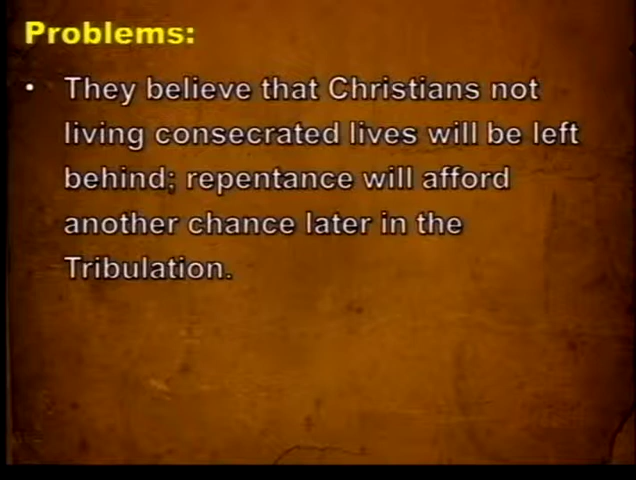 Problems:
• They believe that Christians not
living consecrated lives will be left
behind; repentance will afford
another chance later in the
Tribulation.